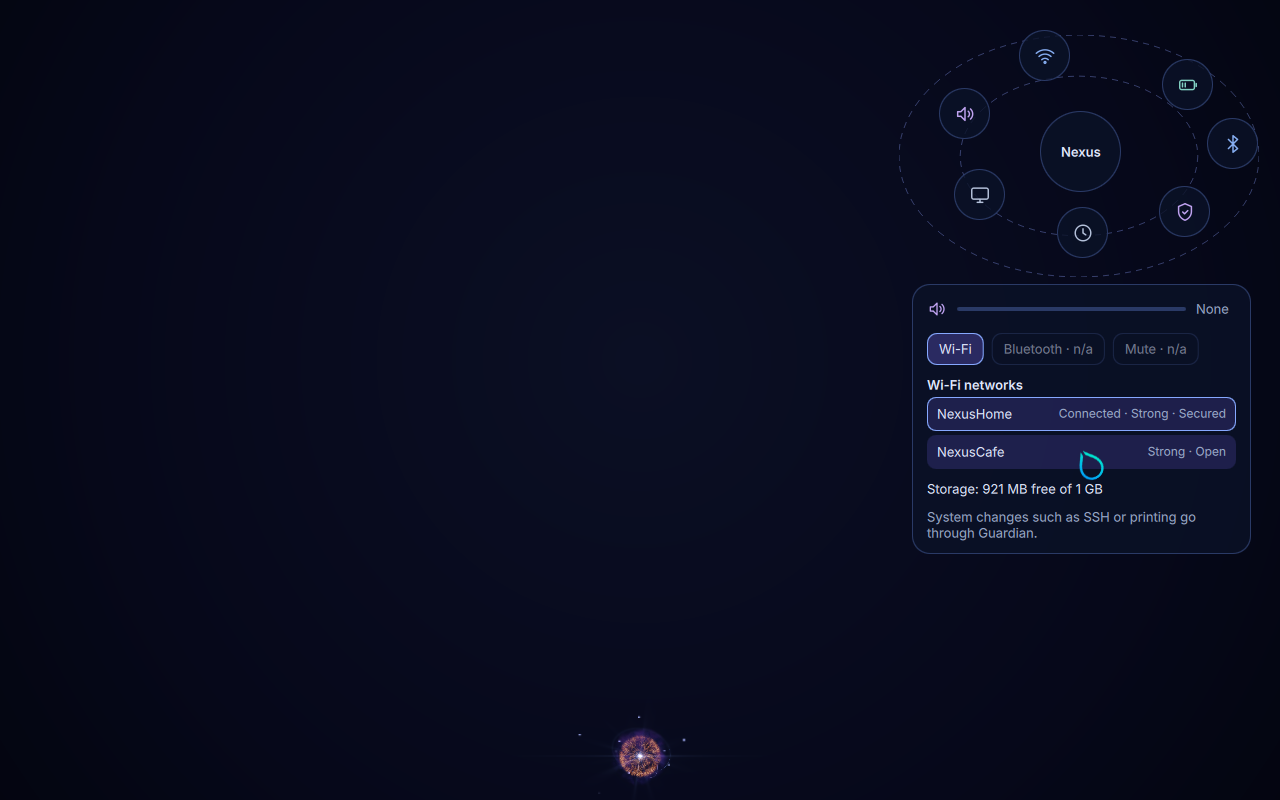 Nexus
None
Wi-Fi
Bluetooth · n/a
Mute · n/a
Wi-Fi networks
NexusHome
Connected · Strong · Secured
NexusCafe
Strong · Open
Storage: 921 MB free of 1 GB
System changes such as SSH or printing go
through Guardian.